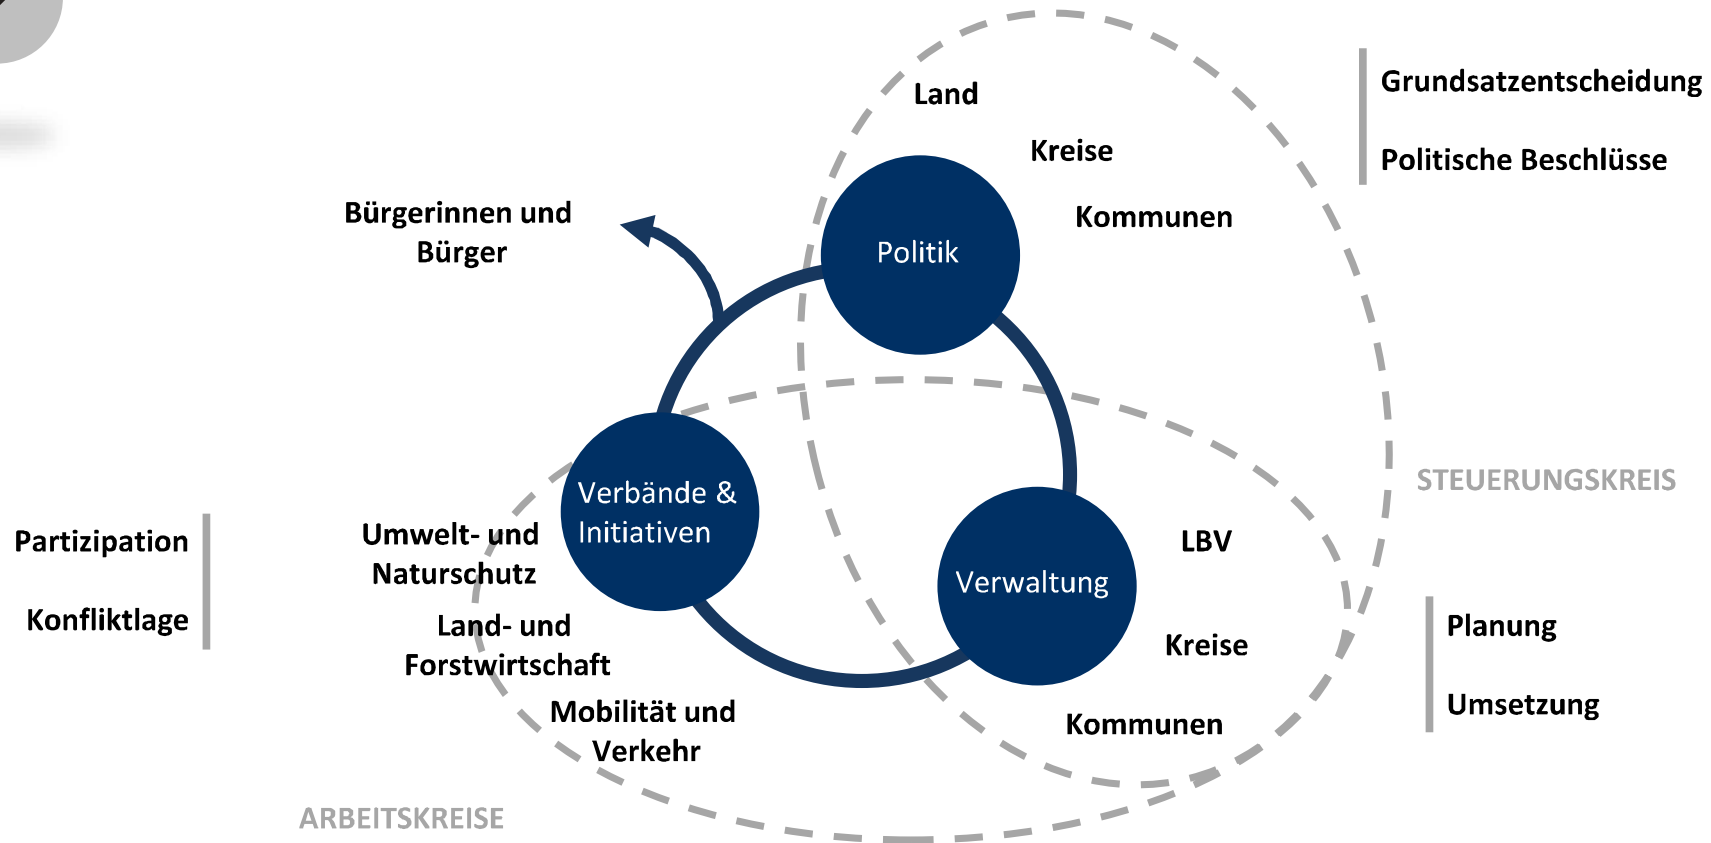 Land
Grundsatzentscheidung
Kreise
Politische Beschlüsse
Kommunen
Bürgerinnen und
Bürger
Politik
STEUERUNGSKREIS
Verbände &
Initiativen
Umwelt- und
Naturschutz
Partizipation
Konfliktlage
Land- und
Forstwirtschaft
Mobilität und
Verkehr
LBV
Verwaltung
Kreise
Kommunen
Planung
Umsetzung
ARBEITSKREISE